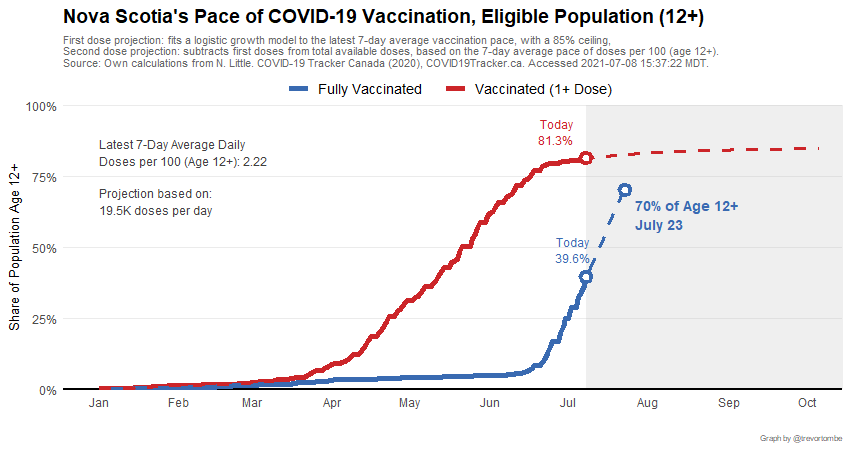 Nova Scotia's Pace of COVID-19 Vaccination, Eligible Population (12+)
First dose projection: fits a logistic growth model to the latest 7-day average vaccination pace, with a 85% ceiling,
Second dose projection: subtracts first doses from total available doses, based on the 7-day average pace of doses per 100 (age 12+).
Source: Own calculations from N. Little. COVID-19 Tracker Canada (2020), COVID19Tracker.ca. Accessed 2021-07-08 15:37:22 MDT.
Fully Vaccinated
Vaccinated (1+ Dose)
Share of Population Age 12+
100%
75%
50%
25%
0%
Latest 7-Day Average Daily
Doses per 100 (Age 12+): 2.22
Projection based on:
19.5K doses per day
Today
81.3%
70% of Age 12+
July 23
Today
39.6%
Jan
Feb
Mar
Apr
May
Jun
Jul
Aug
Sep
Oct
Graph by @trevortombe